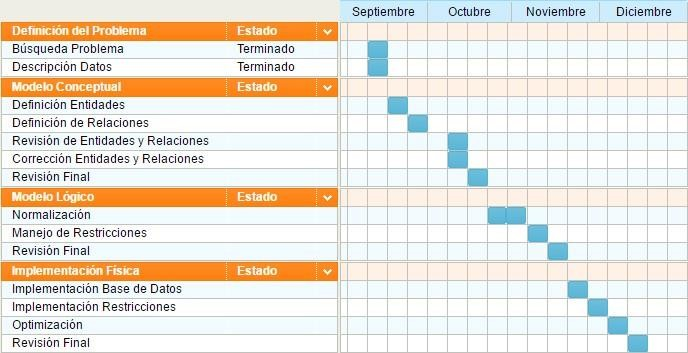 Septiembre Octubre Noviembre Diciembre
Definición del Problema Estado
Búsqueda Problema Terminado
Descripción Datos Terminado
Modelo Conceptual Estado
Definición Entidades
Definición de Relaciones
Revisión de Entidades y Relaciones
Corrección Entidades y Relaciones
Revisión Final
Modelo Lógico Estado
Normalización
Manejo de Restricciones
Revisión Final
Implementación Física Estado
Implementación Base de Datos
Implementación Restricciones
Optimización
Revisión Final